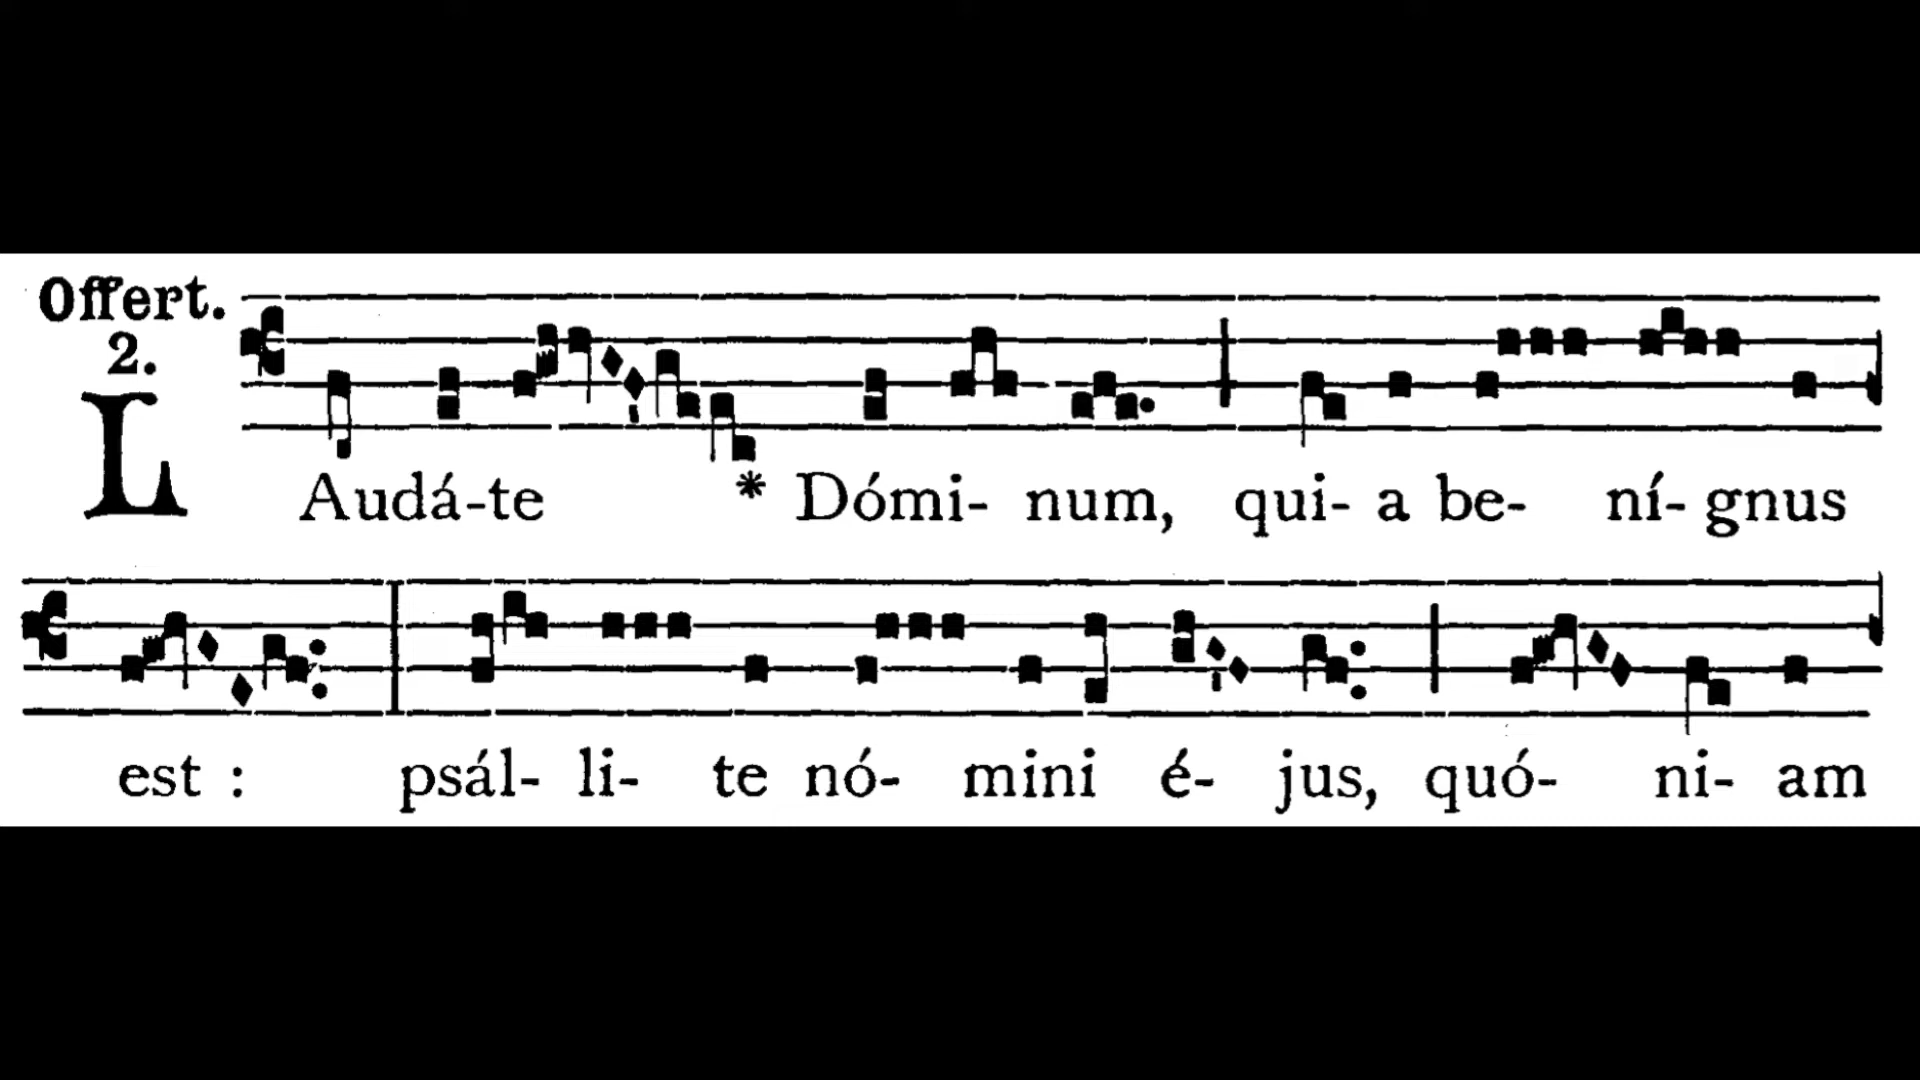 Offert.
2.
LAudá-te * Dómi- num, qui- a be- ní- gnus
est : psál- li- te nó- mini é- jus, quó- ni- am